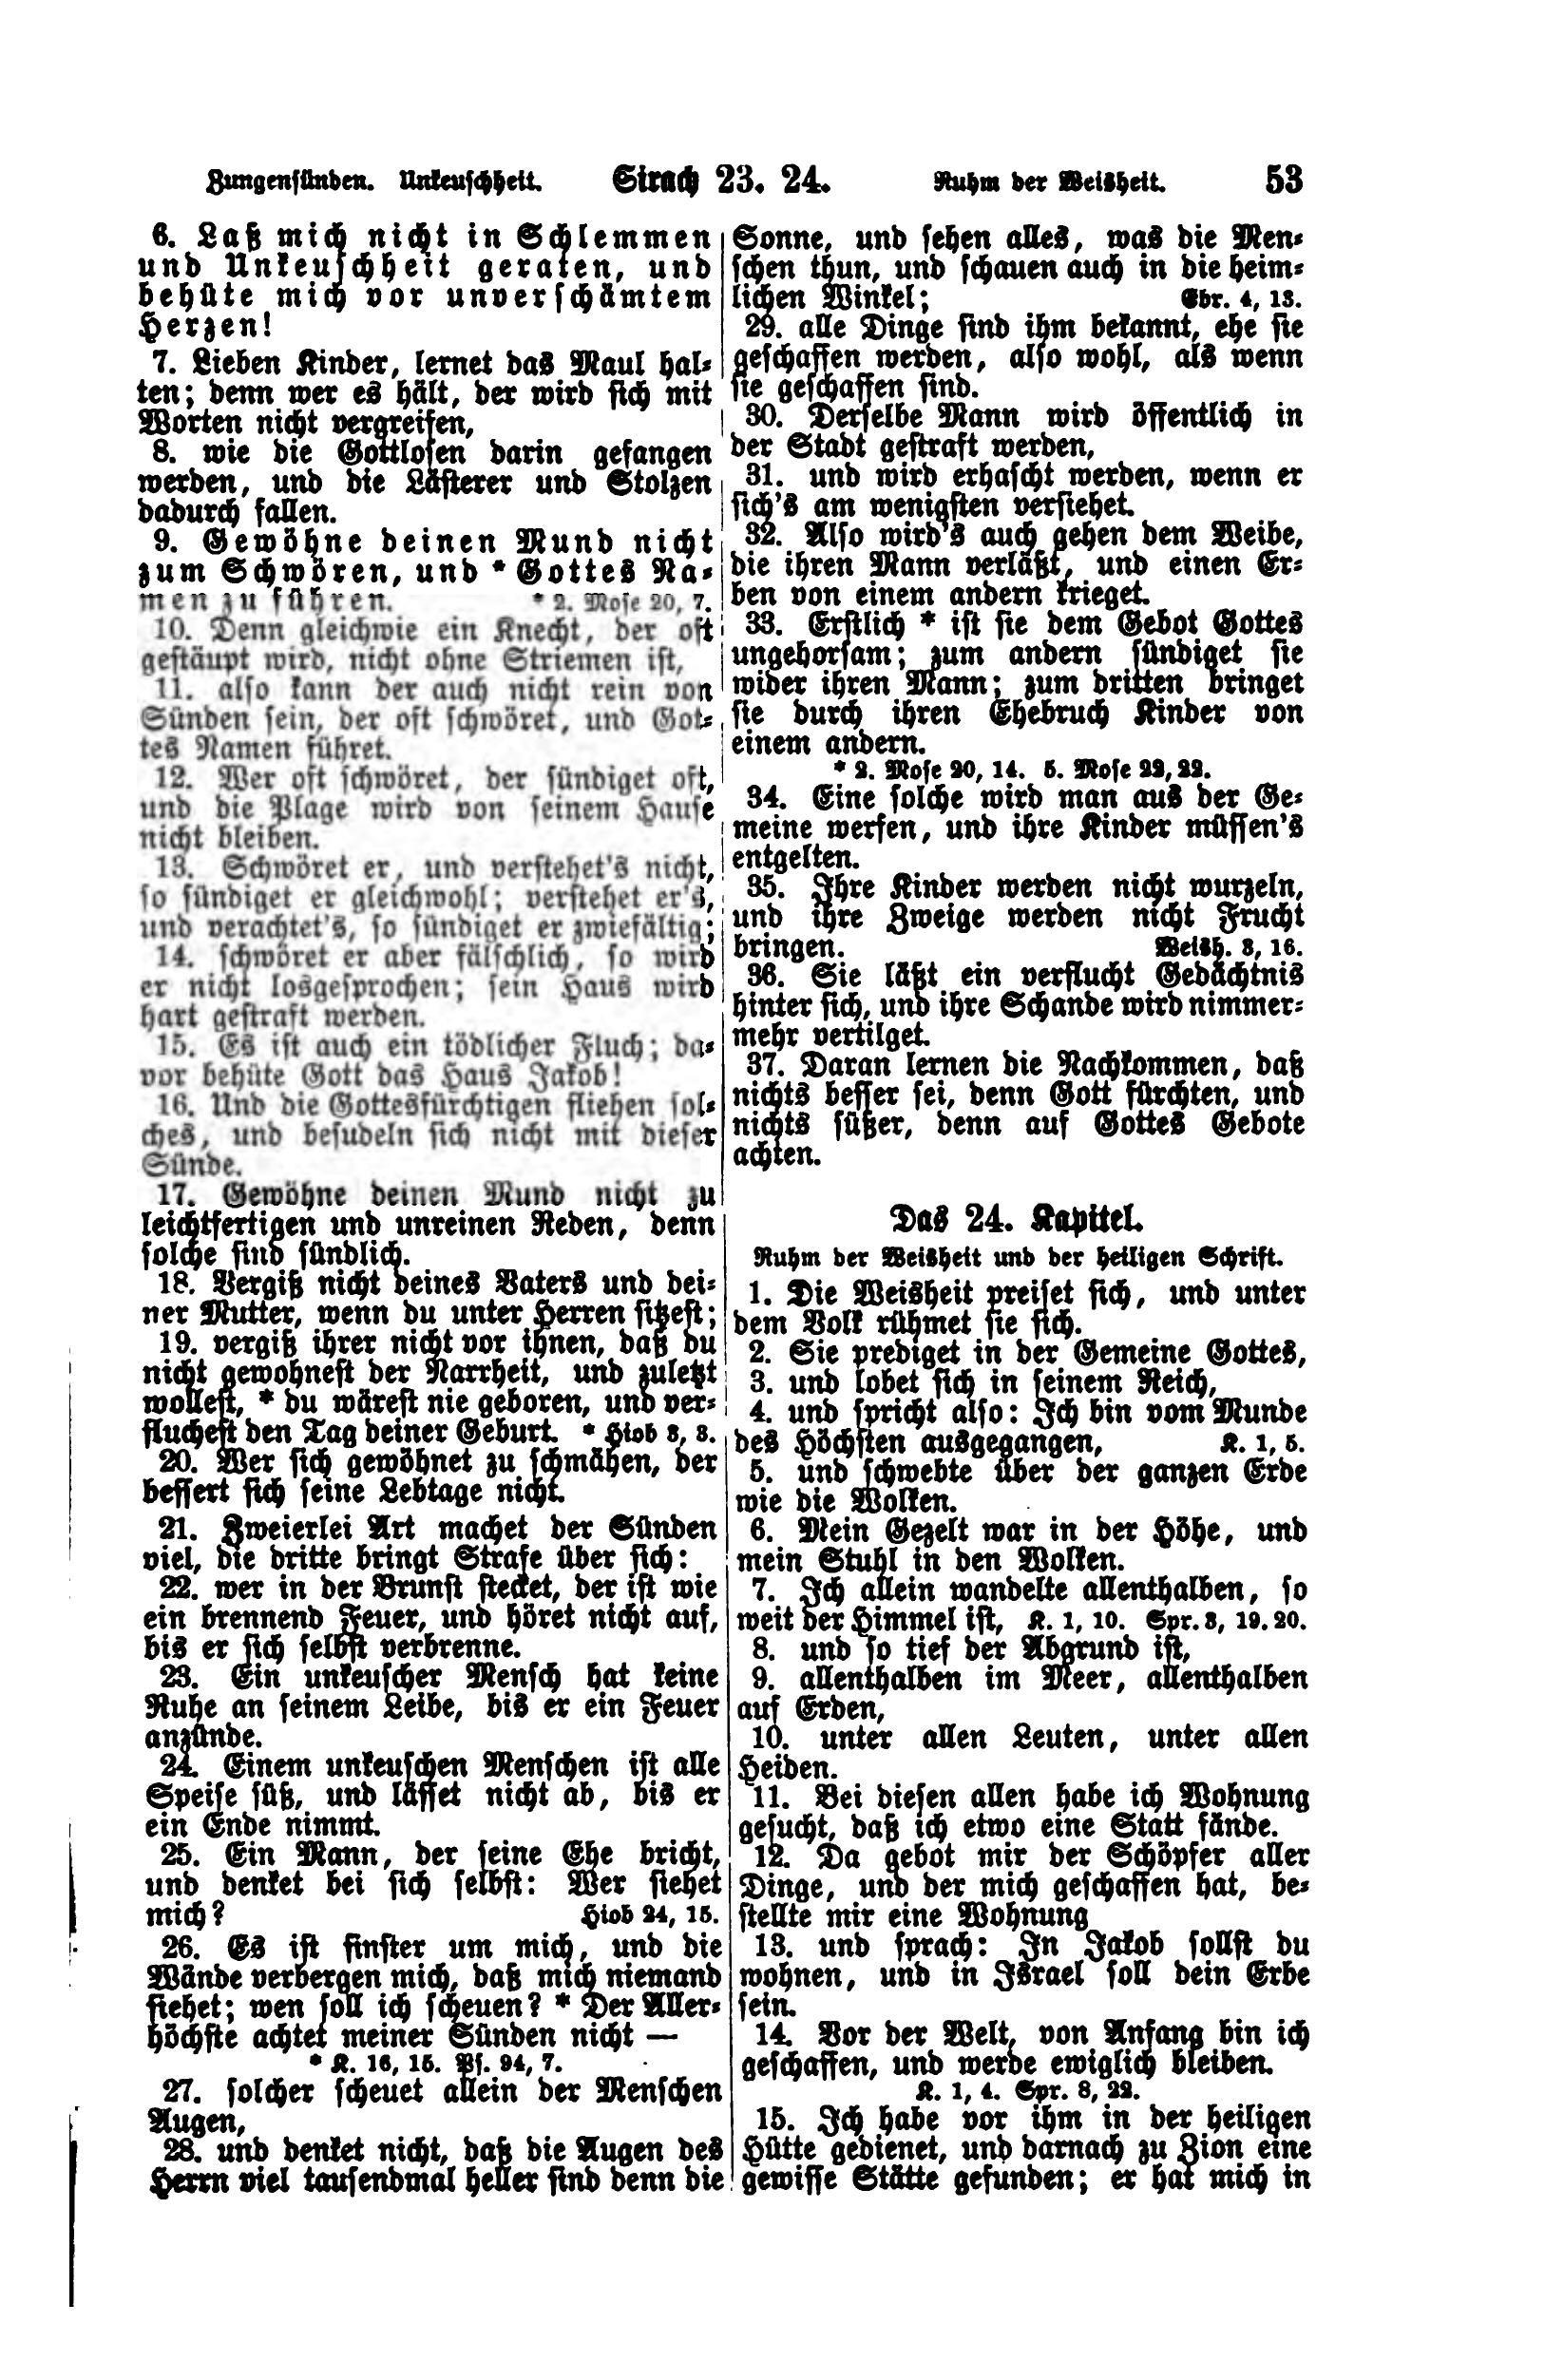 Zungensünden. Unkeuschheit. Sirach 23. 24. Ruhm der Weisheit. 53
6. Laß mich nicht in Schlemmen
und Unkeuschheit geraten, und
behüte mich vor unverschämtem
Herzen!
7. Lieben Kinder, lernet das Maul hal-
ten; denn wer es hält, der wird sich mit
Worten nicht vergreifen,
8. wie die Gottlosen darin gefangen
werden, und die Lästerer und Stolzen
dadurch fallen.
9. Gewöhne deinen Mund nicht
zum Schwören, und * Gottes Na-
men zu führen. * 2. Mose 20, 7.
10. Denn gleichwie ein Knecht, der oft
gestäupt wird, nicht ohne Striemen ist,
11. also kann der auch nicht rein von
Sünden sein, der oft schwöret, und Got-
tes Namen führet.
12. Wer oft schwöret, der sündiget oft,
und die Plage wird von seinem Hause
nicht bleiben.
13. Schwöret er, und verstehet's nicht,
so sündiget er gleichwohl; verstehet er's,
und verachtet's, so sündiget er zwiefältig;
14. schwöret er aber fälschlich, so wird
er nicht losgesprochen; sein Haus wird
hart gestraft werden.
15. Es ist auch ein tödlicher Fluch; da-
vor behüte Gott das Haus Jakob!
16. Und die Gottesfürchtigen fliehen sol-
ches, und besudeln sich nicht mit dieser
Sünde.
17. Gewöhne deinen Mund nicht zu
leichtfertigen und unreinen Reden, denn
solche sind sündlich.
18. Vergiß nicht deines Vaters und dei-
ner Mutter, wenn du unter Herren sitzest;
19. vergiß ihrer nicht vor ihnen, daß du
nicht gewohnest der Narrheit, und zuletzt
wollest, * du wärest nie geboren, und ver-
fluchest den Tag deiner Geburt. * Hiob 3, 3.
20. Wer sich gewöhnet zu schmähen, der
bessert sich seine Lebtage nicht.
21. Zweierlei Art machet der Sünden
viel, die dritte bringt Strafe über sich:
22. wer in der Brunst stecket, der ist wie
ein brennend Feuer, und höret nicht auf,
bis er sich selbst verbrenne.
23. Ein unkeuscher Mensch hat keine
Ruhe an seinem Leibe, bis er ein Feuer
anzünde.
24. Einem unkeuschen Menschen ist alle
Speise süß, und lässet nicht ab, bis er
ein Ende nimmt.
25. Ein Mann, der seine Ehe bricht,
und denket bei sich selbst: Wer siehet
mich? Hiob 24, 15.
26. Es ist finster um mich, und die
Wände verbergen mich, daß mich niemand
siehet; wen soll ich scheuen? * Der Aller-
höchste achtet meiner Sünden nicht —
* K. 16, 15. Ps. 94, 7.
27. solcher scheuet allein der Menschen
Augen,
28. und denket nicht, daß die Augen des
Herrn viel tausendmal heller sind denn die
Sonne, und sehen alles, was die Men-
schen thun, und schauen auch in die heim-
lichen Winkel; Ebr. 4, 13.
29. alle Dinge sind ihm bekannt, ehe sie
geschaffen werden, also wohl, als wenn
sie geschaffen sind.
30. Derselbe Mann wird öffentlich in
der Stadt gestraft werden,
31. und wird erhascht werden, wenn er
sich's am wenigsten versiehet.
32. Also wird's auch gehen dem Weibe,
die ihren Mann verläßt, und einen Er-
ben von einem andern krieget.
33. Erstlich * ist sie dem Gebot Gottes
ungehorsam; zum andern sündiget sie
wider ihren Mann; zum dritten bringet
sie durch ihren Ehebruch Kinder von
einem andern.
* 2. Mose 20, 14. 5. Mose 22, 22.
34. Eine solche wird man aus der Ge-
meine werfen, und ihre Kinder müssen's
entgelten.
35. Ihre Kinder werden nicht wurzeln,
und ihre Zweige werden nicht Frucht
bringen. Weish. 3, 16.
36. Sie läßt ein verflucht Gedächtnis
hinter sich, und ihre Schande wird nimmer-
mehr vertilget.
37. Daran lernen die Nachkommen, daß
nichts besser sei, denn Gott fürchten, und
nichts süßer, denn auf Gottes Gebote
achten.
Das 24. Kapitel.
Ruhm der Weisheit und der heiligen Schrift.
1. Die Weisheit preiset sich, und unter
dem Volk rühmet sie sich.
2. Sie prediget in der Gemeine Gottes,
3. und lobet sich in seinem Reich,
4. und spricht also: Ich bin vom Munde
des Höchsten ausgegangen, K. 1, 5.
5. und schwebte über der ganzen Erde
wie die Wolken.
6. Mein Gezelt war in der Höhe, und
mein Stuhl in den Wolken.
7. Ich allein wandelte allenthalben, so
weit der Himmel ist, K. 1, 10. Spr. 3, 19. 20.
8. und so tief der Abgrund ist,
9. allenthalben im Meer, allenthalben
auf Erden,
10. unter allen Leuten, unter allen
Heiden.
11. Bei diesen allen habe ich Wohnung
gesucht, daß ich etwo eine Statt fände.
12. Da gebot mir der Schöpfer aller
Dinge, und der mich geschaffen hat, be-
stellte mir eine Wohnung
13. und sprach: In Jakob sollst du
wohnen, und in Israel soll dein Erbe
sein.
14. Vor der Welt, von Anfang bin ich
geschaffen, und werde ewiglich bleiben.
K. 1, 4. Spr. 8, 22.
15. Ich habe vor ihm in der heiligen
Hütte gedienet, und darnach zu Zion eine
gewisse Stätte gefunden; er hat mich in